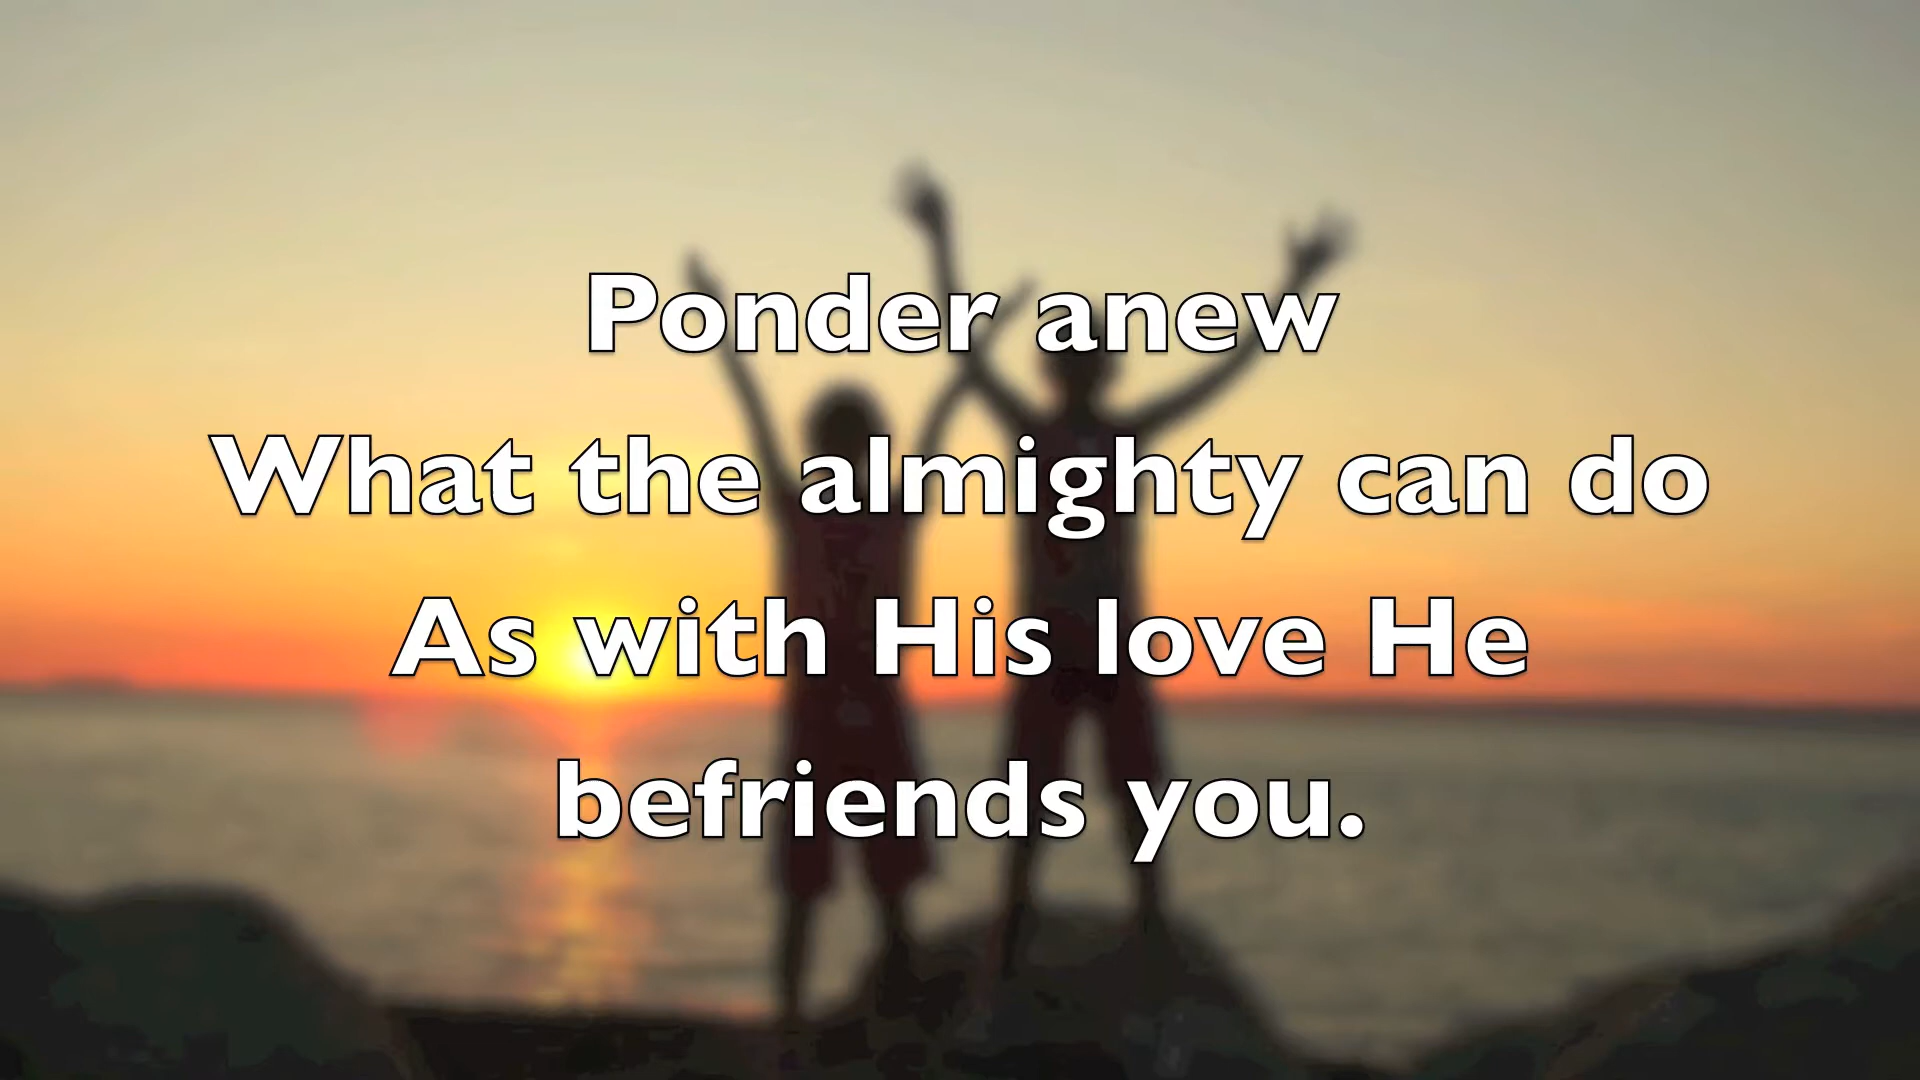 Ponder anew
What the almighty can do
As with His love He
befriends you.